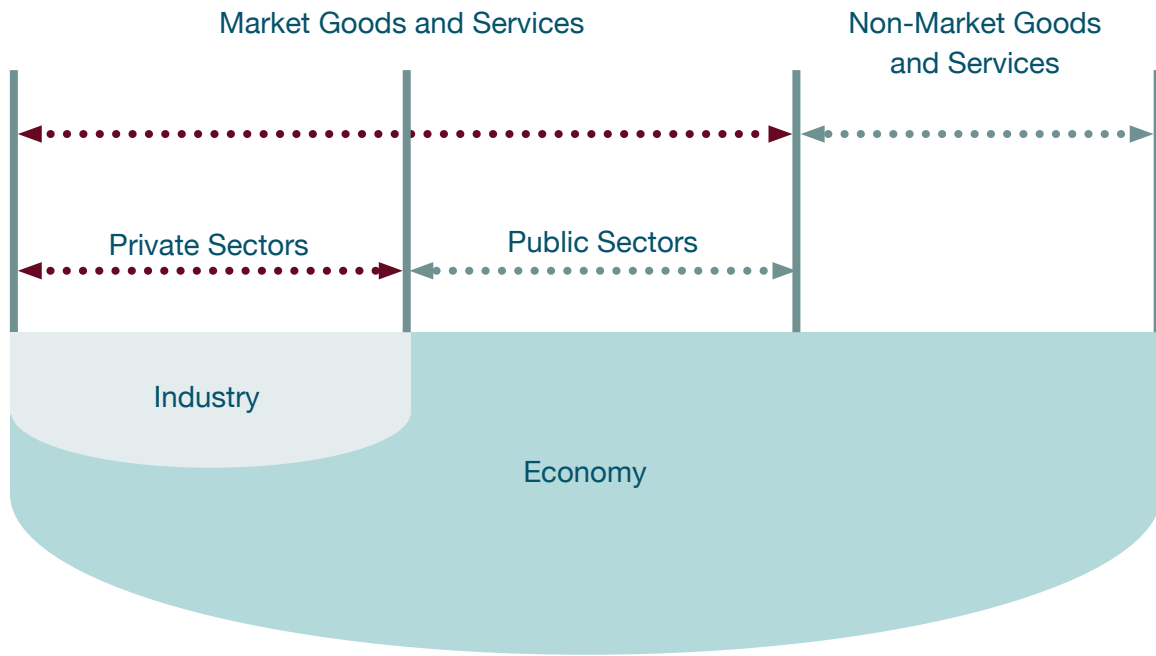 Market Goods and Services
Non-Market Goods
and Services
Private Sectors
Public Sectors
Industry
Economy